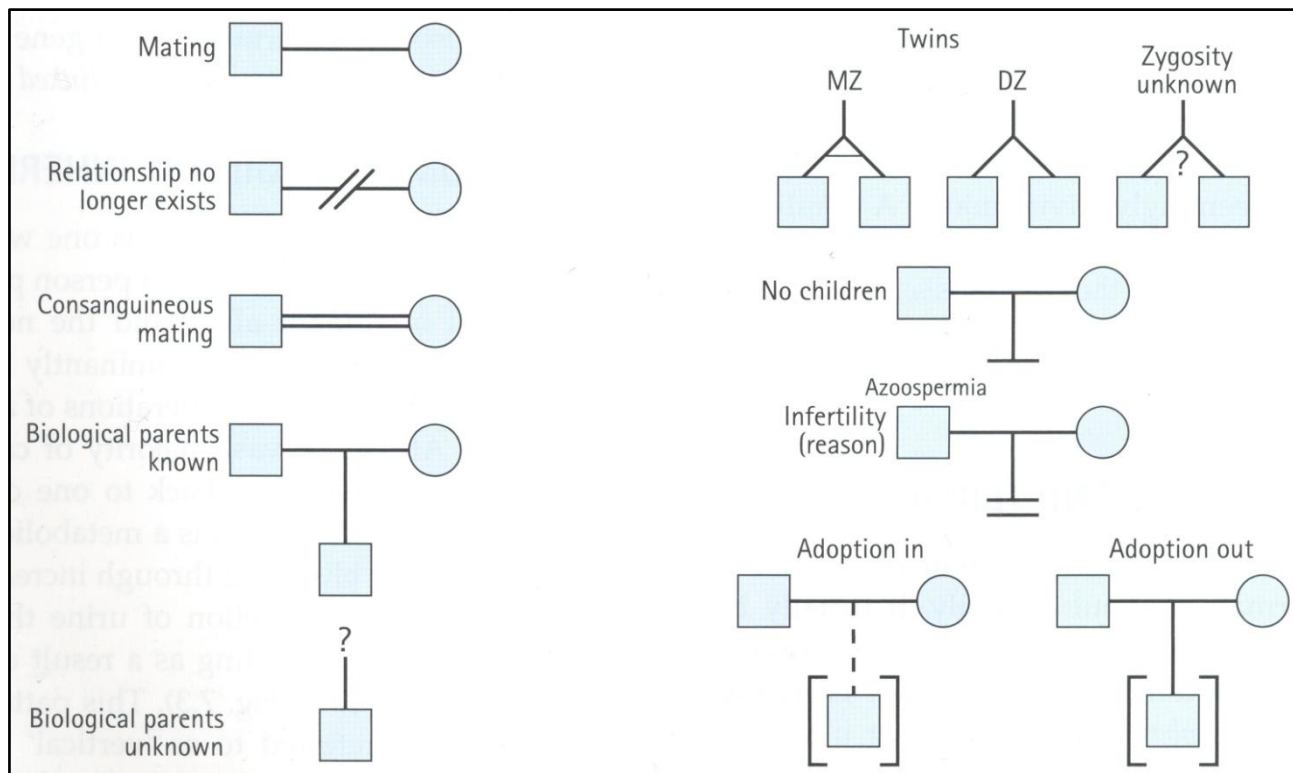 Mating
Relationship no
longer exists
Consanguineous
mating
Biological parents
known
?
Biological parents
unknown
Twins
MZ
DZ
Zygosity
unknown
?
No children
Azoospermia
Infertility
(reason)
Adoption in
Adoption out